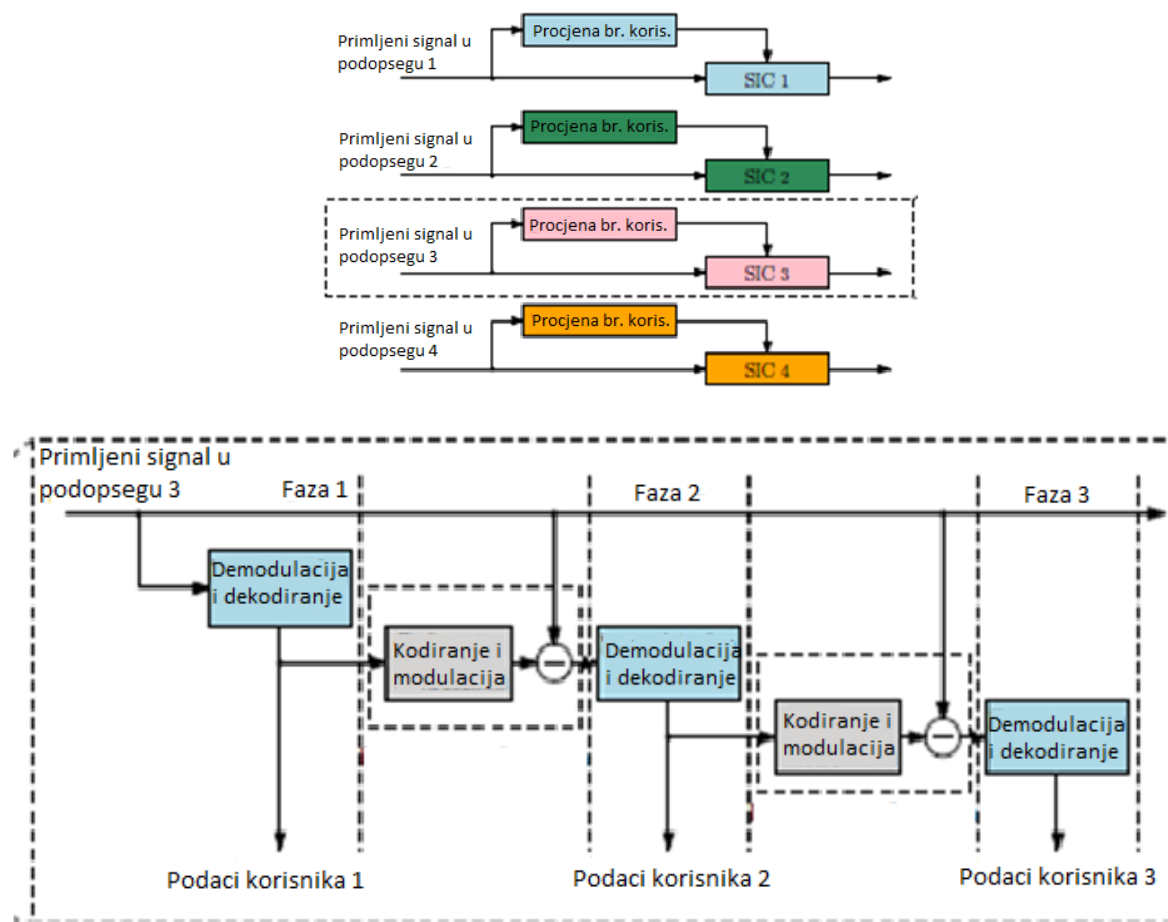 Primljeni signal u
podopsegu 1
Procjena br. koris.
SIC 1
Primljeni signal u
podopsegu 2
Procjena br. koris.
SIC 2
Primljeni signal u
podopsegu 3
Procjena br. koris.
SIC 3
Primljeni signal u
podopsegu 4
Procjena br. koris.
SIC 4
Primljeni signal u
podopsegu 3
Faza 1
Faza 2
Faza 3
Demodulacija
i dekodiranje
Kodiranje i
modulacija
Demodulacija
i dekodiranje
Kodiranje i
modulacija
Demodulacija
i dekodiranje
Podaci korisnika 1
Podaci korisnika 2
Podaci korisnika 3